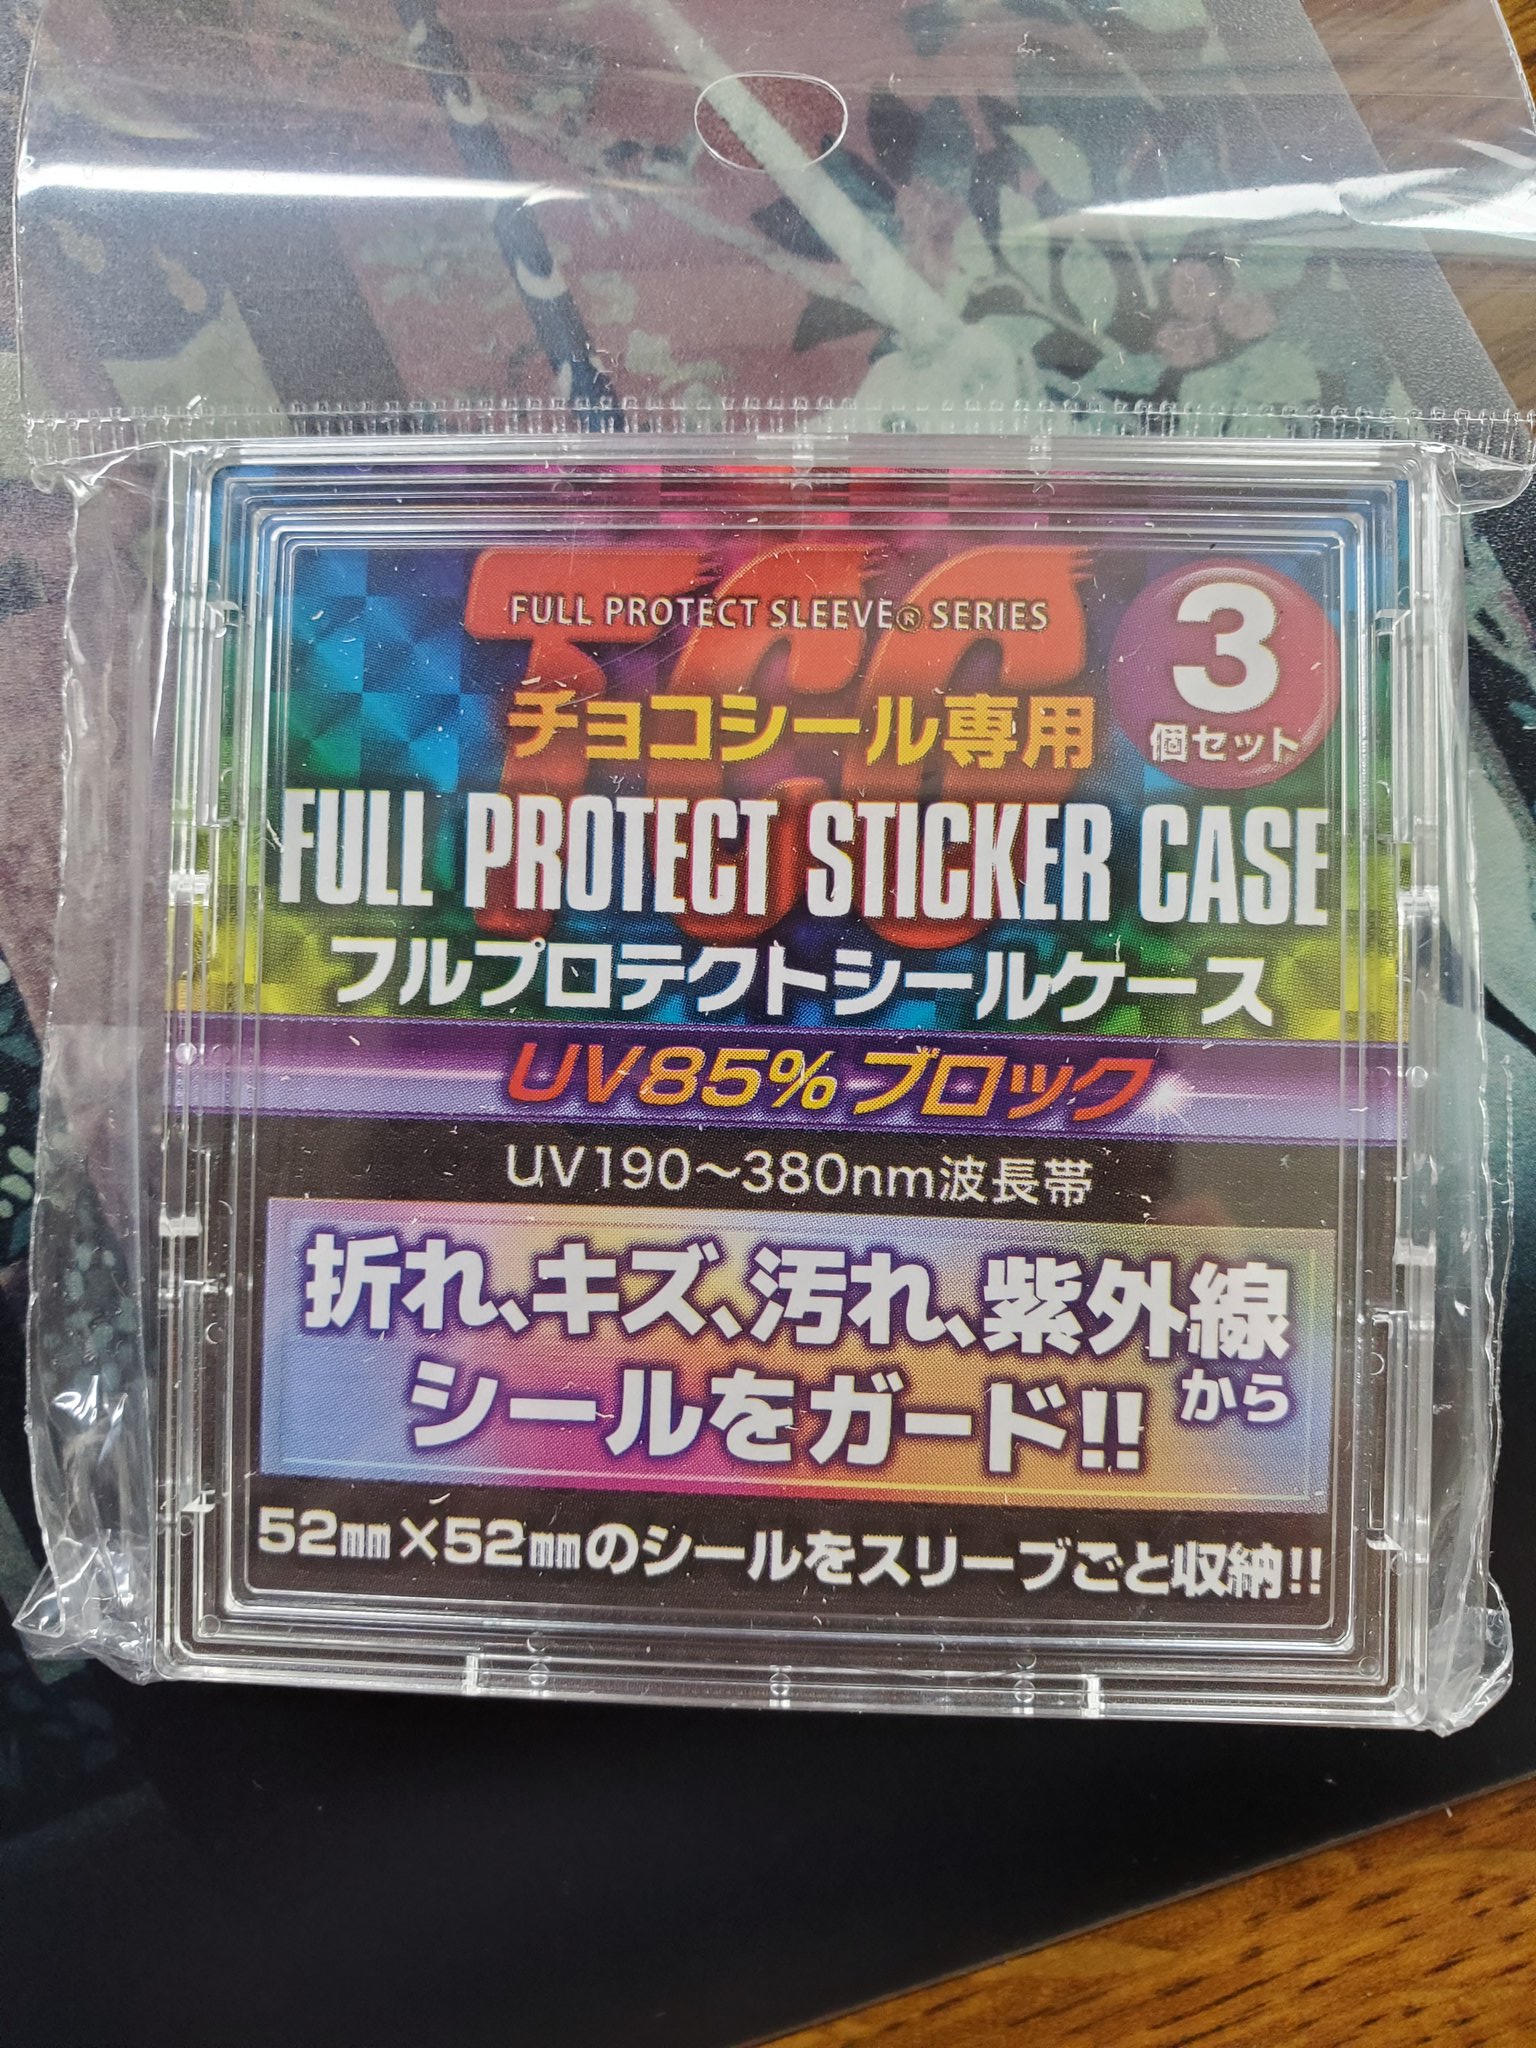 TCG
FULL PROTECT SLEEVE® SERIES
3
個セット
チョコシール専用
FULL PROTECT STICKER CASE
フルプロテクトシールケース
UV85%ブロック
UV190〜380nm波長帯
折れ、キズ、汚れ、紫外線から
シールをガード!!
52㎜×52㎜のシールをスリーブごと収納!!